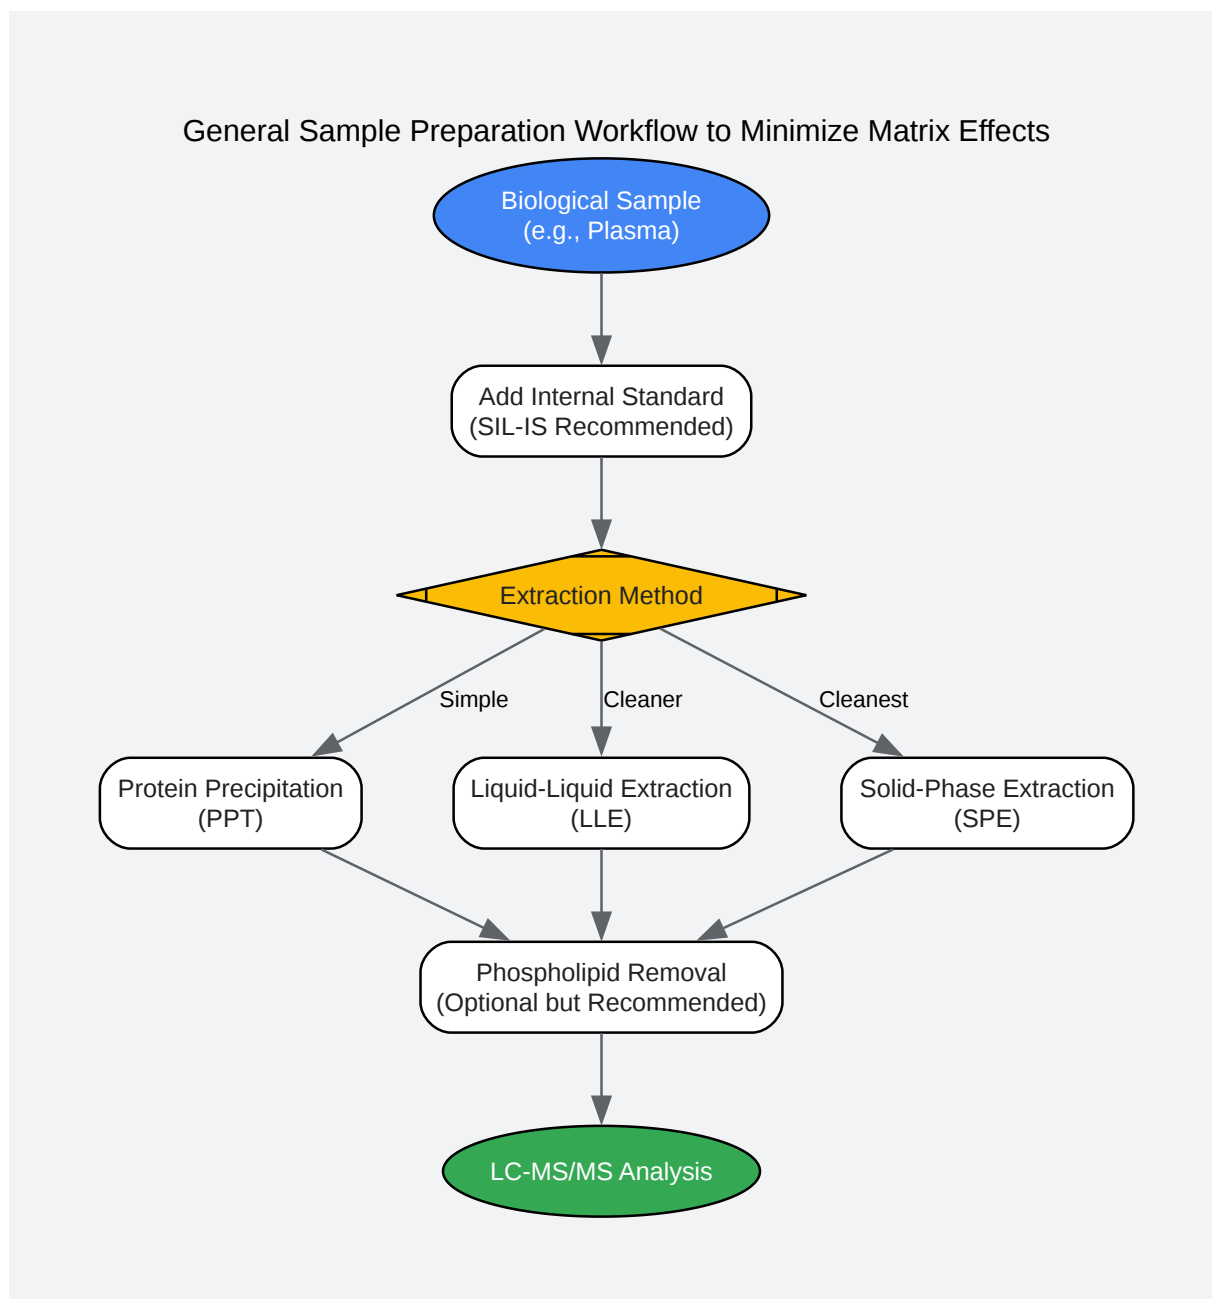 General Sample Preparation Workflow to Minimize Matrix Effects
Biological Sample
(e.g., Plasma)
Add Internal Standard
(SIL-IS Recommended)
Extraction Method
Simple
Cleaner
Cleanest
Protein Precipitation
(PPT)
Liquid-Liquid Extraction
(LLE)
Solid-Phase Extraction
(SPE)
Phospholipid Removal
(Optional but Recommended)
LC-MS/MS Analysis